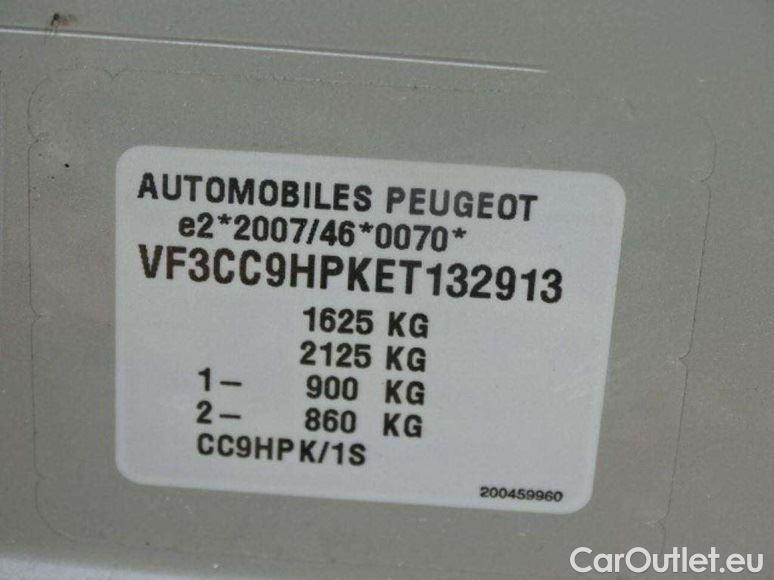 AUTOMOBILES PEUGEOT
e2*2007/46*0070*
VF3CC9HPKET132913
1625 KG
2125 KG
1- 900 KG
2- 860 KG
CC9HPK/1S
200459960
CarOutlet.eu